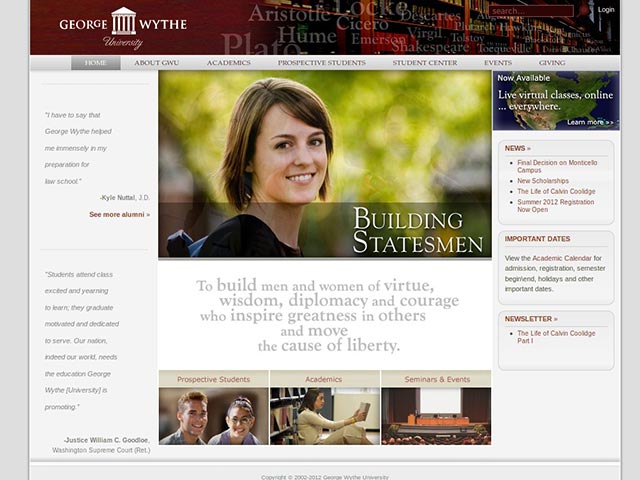 GEORGE WYTHE
University
Aristotle
Locke
Cicero
Descartes
Hume
Emerson
Virgil
Tolstoy
Plato
Shakespeare
Tocqueville
search...
Login
HOME
ABOUT GWU
ACADEMICS
PROSPECTIVE STUDENTS
STUDENT CENTER
EVENTS
GIVING
"I have to say that
George Wythe helped
me immensely in my
preparation for
law school."
-Kyle Nuttal, J.D.
See more alumni »
"Students attend class
excited and yearning
to learn; they graduate
motivated and dedicated
to serve. Our nation,
indeed our world, needs
the education George
Wythe [University] is
promoting."
-Justice William C. Goodloe,
Washington Supreme Court (Ret.)
BUILDING
STATESMEN
To build men and women of virtue,
wisdom, diplomacy and courage
who inspire greatness in others
and move
the cause of liberty.
Prospective Students
Academics
Seminars & Events
Now Available
Live virtual classes, online
... everywhere.
Learn more >>
NEWS »
Final Decision on Monticello
Campus
New Scholarships
The Life of Calvin Coolidge
Summer 2012 Registration
Now Open
IMPORTANT DATES
View the Academic Calendar for
admission, registration, semester
begin\end, holidays and other
important dates.
NEWSLETTER »
The Life of Calvin Coolidge
Part I
Copyright © 2002-2012 George Wythe University